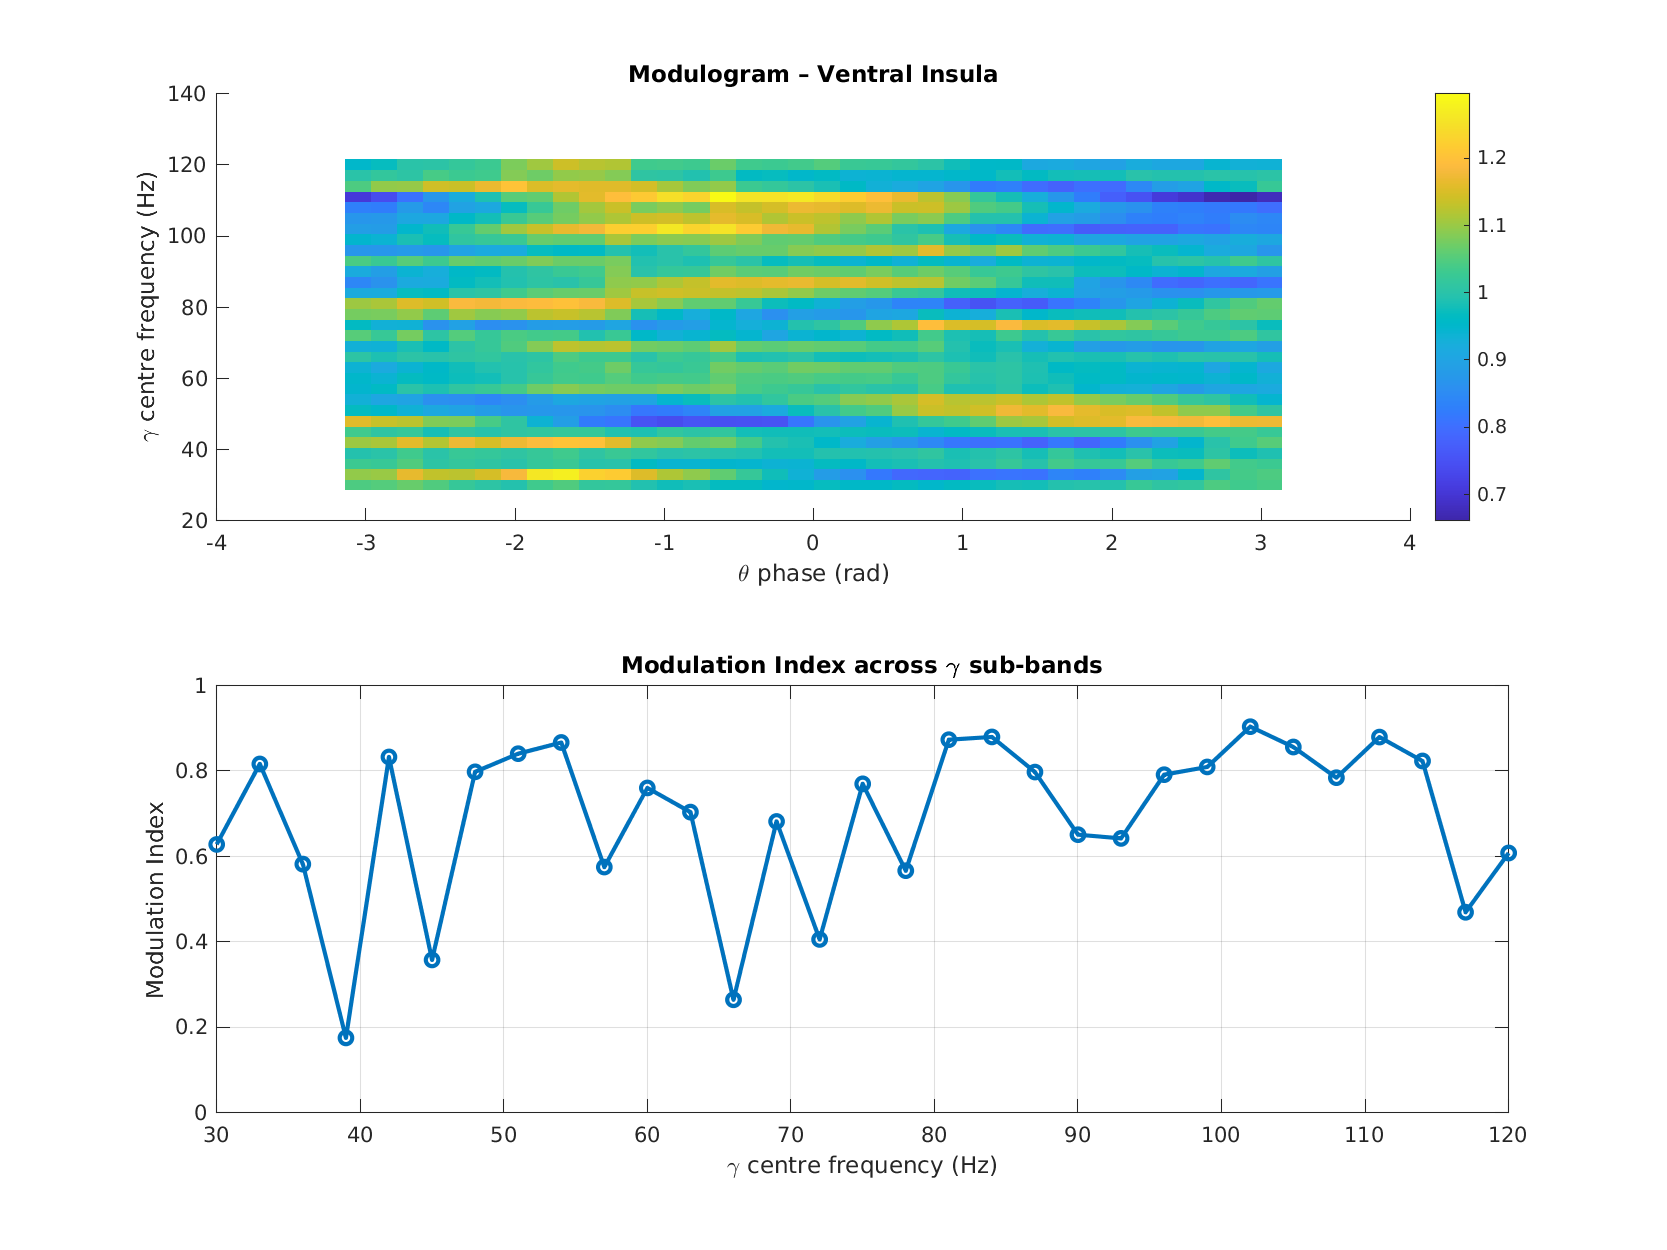 Modulogram – Ventral Insula
140
120
100
80
60
40
20
γ centre frequency (Hz)
-4 -3 -2 -1 0 1 2 3 4
θ phase (rad)
1.2
1.1
1
0.9
0.8
0.7
Modulation Index across γ sub-bands
1
0.8
0.6
0.4
0.2
0
Modulation Index
30 40 50 60 70 80 90 100 110 120
γ centre frequency (Hz)